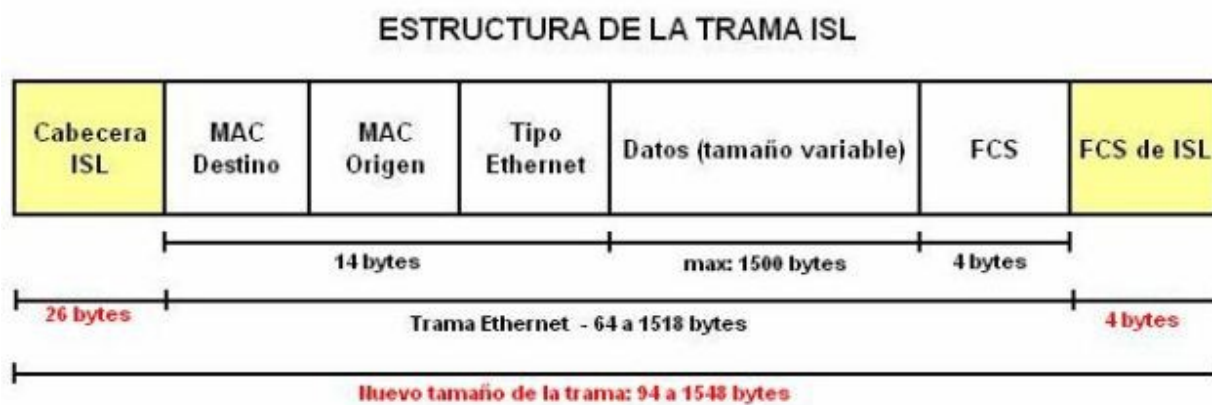 ESTRUCTURA DE LA TRAMA ISL
Cabecera
ISL
MAC
Destino
MAC
Origen
Tipo
Ethernet
Datos (tamaño variable)
FCS
FCS de ISL
14 bytes
max: 1500 bytes
4 bytes
26 bytes
Trama Ethernet - 64 a 1518 bytes
4 bytes
Nuevo tamaño de la trama: 94 a 1548 bytes